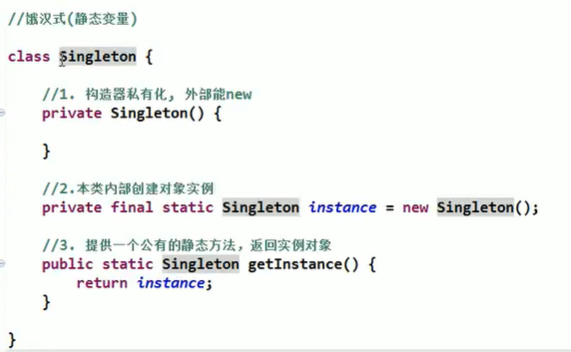 //饿汉式(静态变量)
class Singleton {
//1. 构造器私有化, 外部能new
private Singleton() {
}
//2.本类内部创建对象实例
private final static Singleton instance = new Singleton();
//3. 提供一个公有的静态方法，返回实例对象
public static Singleton getInstance() {
return instance;
}
}